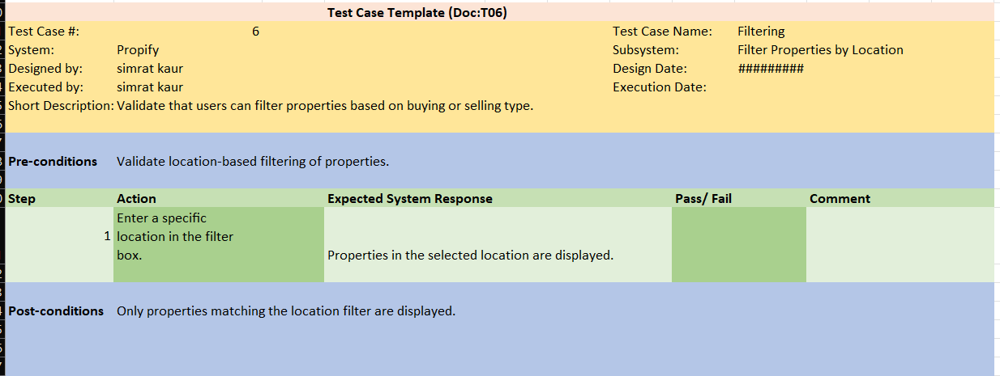 Test Case Template (Doc:T06)
Test Case #: 6 Test Case Name: Filtering
System: Propify Subsystem: Filter Properties by Location
Designed by: simrat kaur Design Date: #########
Executed by: simrat kaur Execution Date:
Short Description: Validate that users can filter properties based on buying or selling type.
Pre-conditions Validate location-based filtering of properties.
Step Action Expected System Response Pass/ Fail Comment
1 Enter a specific
location in the filter
box.
Properties in the selected location are displayed.
Post-conditions Only properties matching the location filter are displayed.